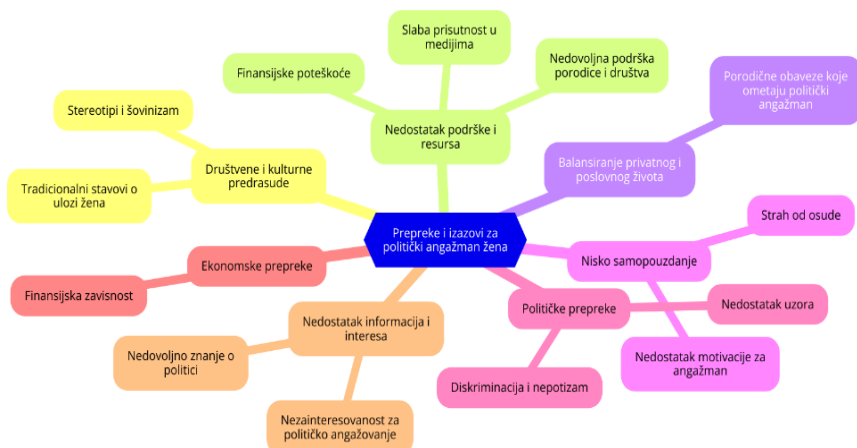 Slaba prisutnost u
medijima
Finansijske poteškoće
Nedovoljna podrška
porodice i društva
Porodične obaveze koje
ometaju politički
angažman
Stereotipi i šovinizam
Nedostatak podrške i
resursa
Društvene i kulturne
predrasude
Balansiranje privatnog i
poslovnog života
Tradicionalni stavovi o
ulozi žena
Prepreke i izazovi za
politički angažman žena
Strah od osude
Ekonomske prepreke
Nisko samopouzdanje
Finansijska zavisnost
Političke prepreke
Nedostatak uzora
Nedostatak informacija i
interesa
Nedovoljno znanje o
politici
Nedostatak motivacije za
angažman
Diskriminacija i nepotizam
Nezainteresovanost za
političko angažovanje